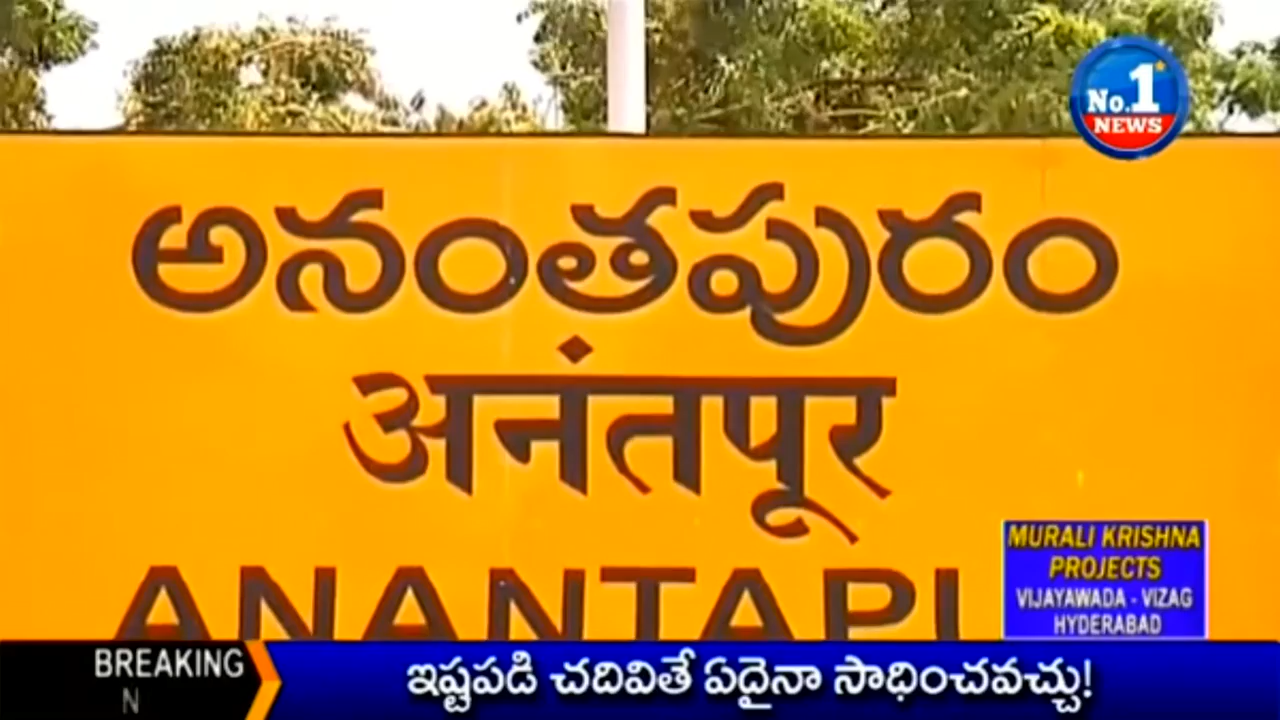 No.1
NEWS
అనంతపురం
अनंतपूर
ANANTAPU
MURALI KRISHNA
PROJECTS
VIJAYAWADA - VIZAG
HYDERABAD
BREAKING
N
ఇష్టపడి చదివితే ఏదైనా సాధించవచ్చు!